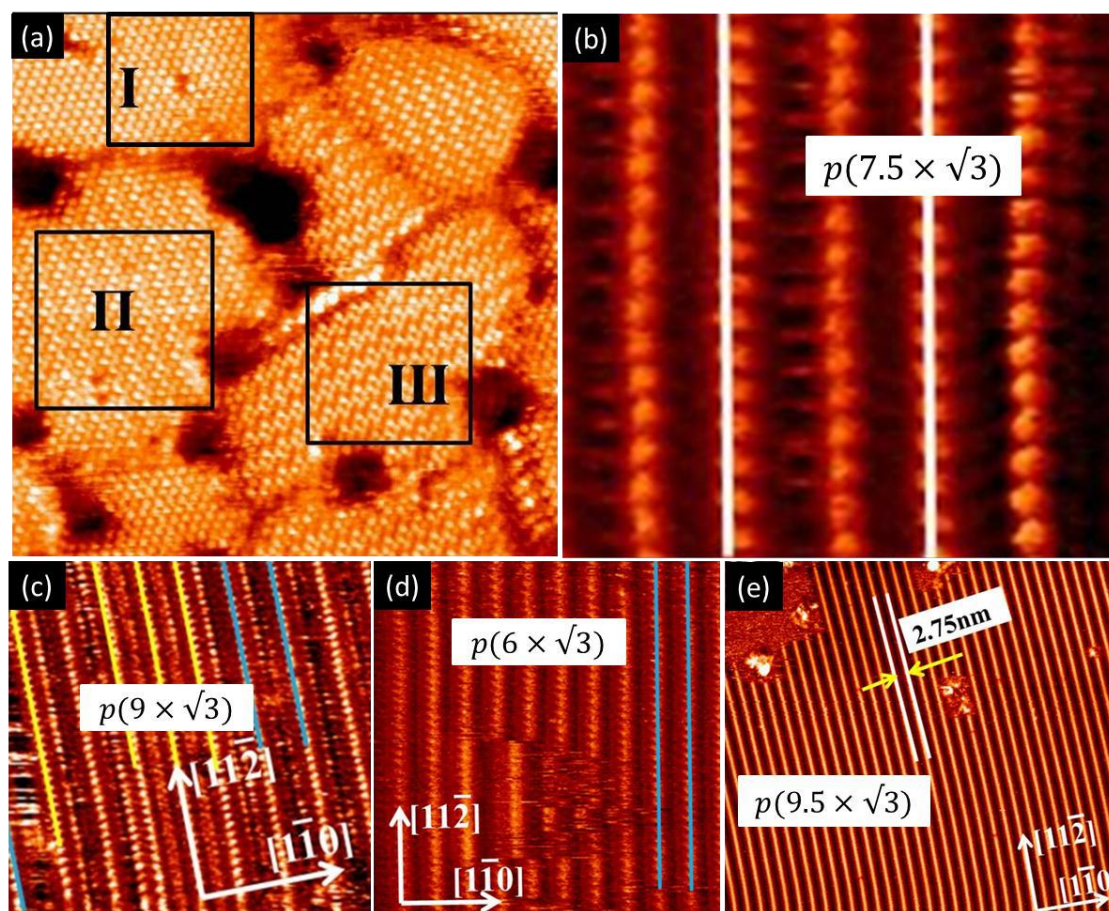 (a)
I
II
III
(b)
p(7.5 × √3)
(c)
p(9 × √3)
[112̅]
[11̅0]
(d)
p(6 × √3)
[112̅]
[11̅0]
(e)
2.75nm
p(9.5 × √3)
[112̅]
[11̅0]